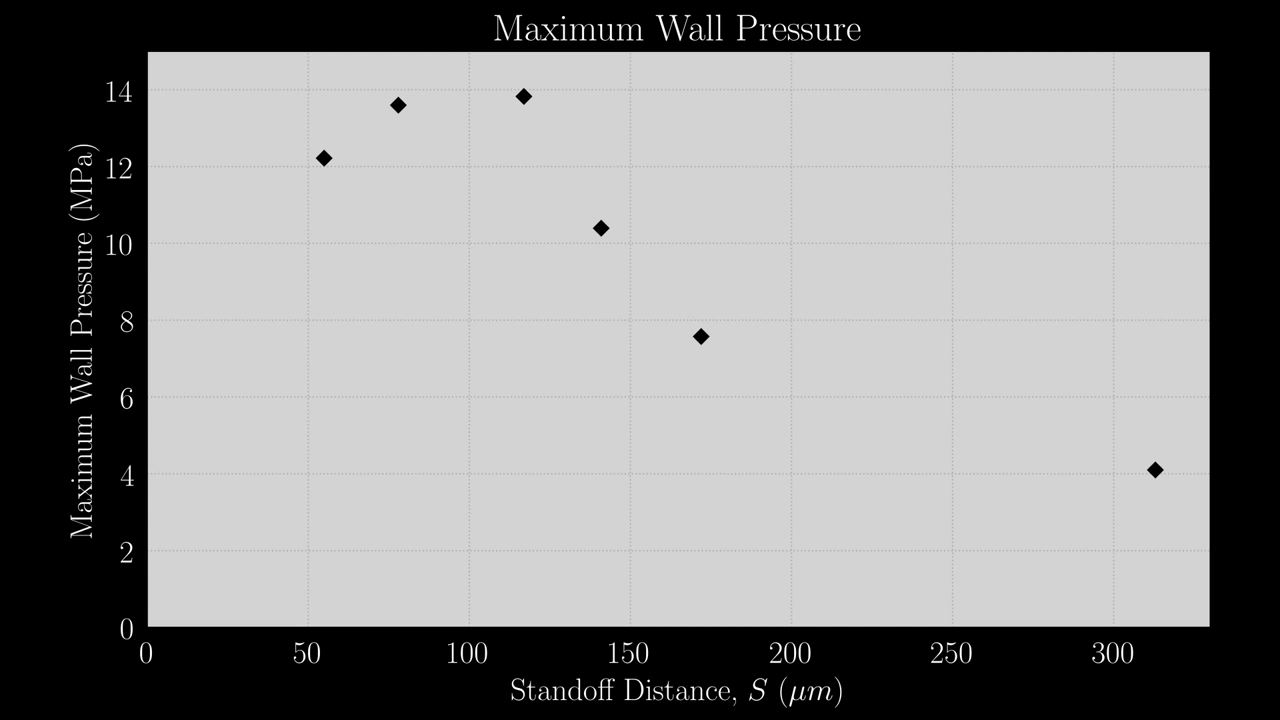 Maximum Wall Pressure
Maximum Wall Pressure (MPa)
14
12
10
8
6
4
2
0
0 50 100 150 200 250 300
Standoff Distance, S (μm)